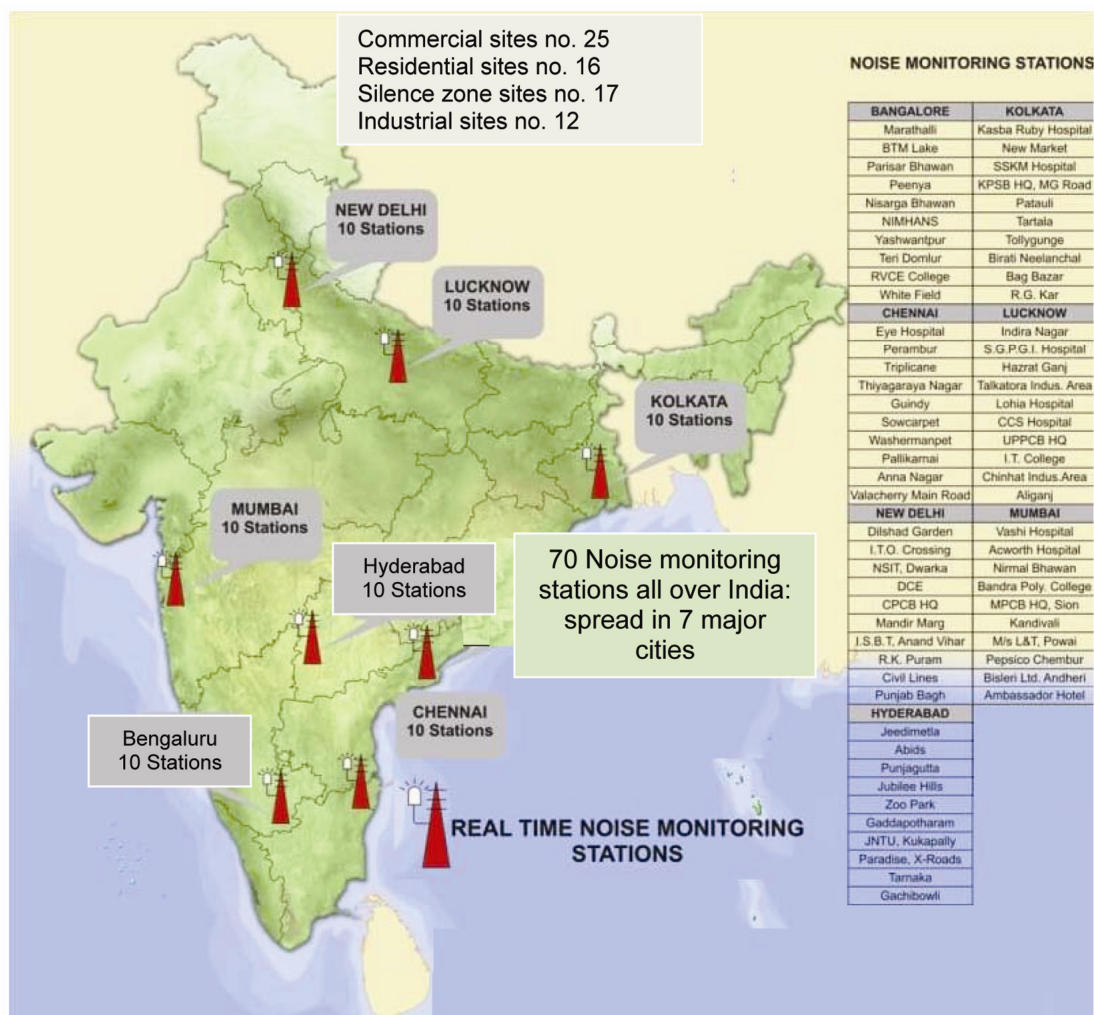 Commercial sites no. 25
Residential sites no. 16
Silence zone sites no. 17
Industrial sites no. 12
NEW DELHI
10 Stations
LUCKNOW
10 Stations
KOLKATA
10 Stations
MUMBAI
10 Stations
Hyderabad
10 Stations
70 Noise monitoring
stations all over India:
spread in 7 major
cities
CHENNAI
10 Stations
Bengaluru
10 Stations
REAL TIME NOISE MONITORING
STATIONS
NOISE MONITORING STATIONS
BANGALORE KOLKATA
Marathalli Kasba Ruby Hospital
BTM Lake New Market
Parisar Bhawan SSKM Hospital
Peenya KPSB HQ, MG Road
Nisarga Bhawan Patauli
NIMHANS Tartala
Yashwantpur Tollygunge
Teri Domlur Birati Neelanchal
RVCE College Bag Bazar
White Field R.G. Kar
CHENNAI LUCKNOW
Eye Hospital Indira Nagar
Perambur S.G.P.G.I. Hospital
Triplicane Hazrat Ganj
Thiyagaraya Nagar Talkatora Indus. Area
Guindy Lohia Hospital
Sowcarpet CCS Hospital
Washermanpet UPPCB HQ
Pallikarnai I.T. College
Anna Nagar Chinhat Indus.Area
Valacherry Main Road Aliganj
NEW DELHI MUMBAI
Dilshad Garden Vashi Hospital
I.T.O. Crossing Acworth Hospital
NSIT, Dwarka Nirmal Bhawan
DCE Bandra Poly. College
CPCB HQ MPCB HQ, Sion
Mandir Marg Kandivali
I.S.B.T, Anand Vihar M/s L&T, Powai
R.K. Puram Pepsico Chembur
Civil Lines Bisleri Ltd. Andheri
Punjab Bagh Ambassador Hotel
HYDERABAD
Jeedimetla
Abids
Punjagutta
Jubilee Hills
Zoo Park
Gaddapotharam
JNTU, Kukapally
Paradise, X-Roads
Tarnaka
Gachibowli